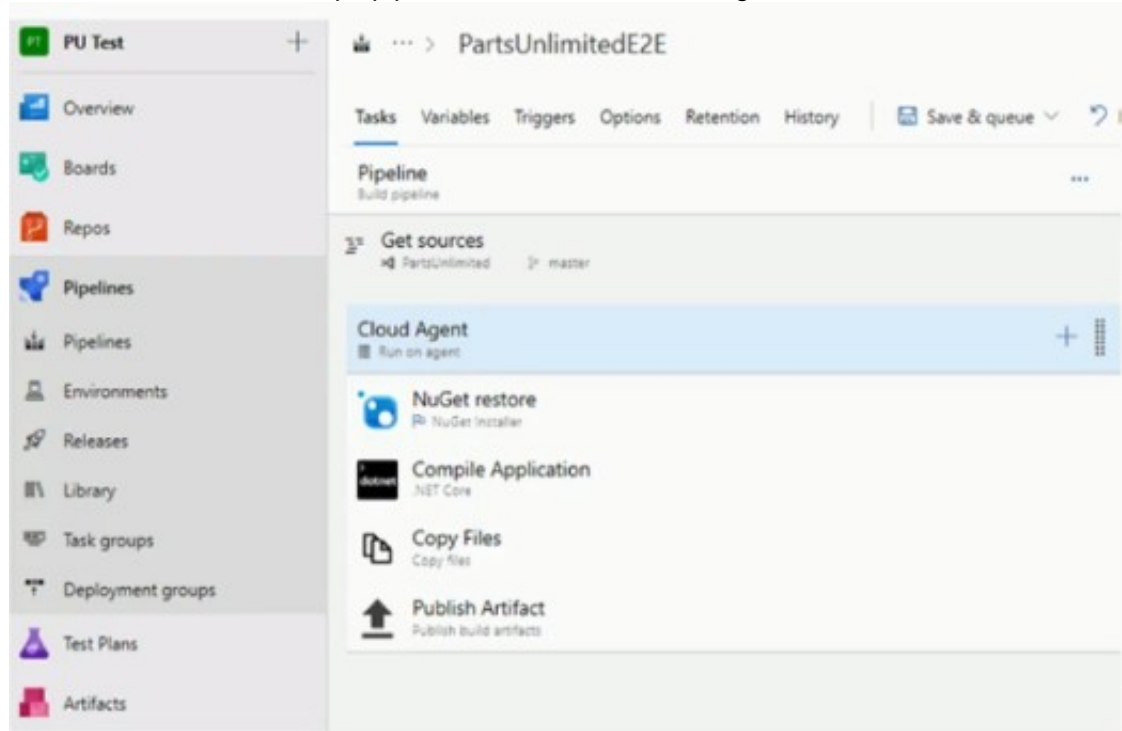 PT PU Test +
PartsUnlimitedE2E
Overview
Boards
Repos
Pipelines
Pipelines
Environments
Releases
Library
Task groups
Deployment groups
Test Plans
Artifacts
Tasks Variables Triggers Options Retention History Save & queue
Pipeline
Build pipeline
Get sources
PartsUnlimited master
Cloud Agent
Run on agent
NuGet restore
NuGet Installer
dotnet
Compile Application
.NET Core
Copy Files
Copy files
Publish Artifact
Publish build artifacts